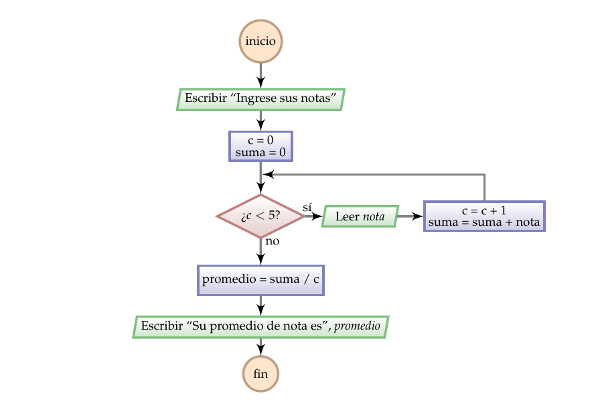 inicio
Escribir “Ingrese sus notas”
c = 0
suma = 0
¿c < 5?
sí
Leer nota
c = c + 1
suma = suma + nota
no
promedio = suma / c
Escribir “Su promedio de nota es”, promedio
fin